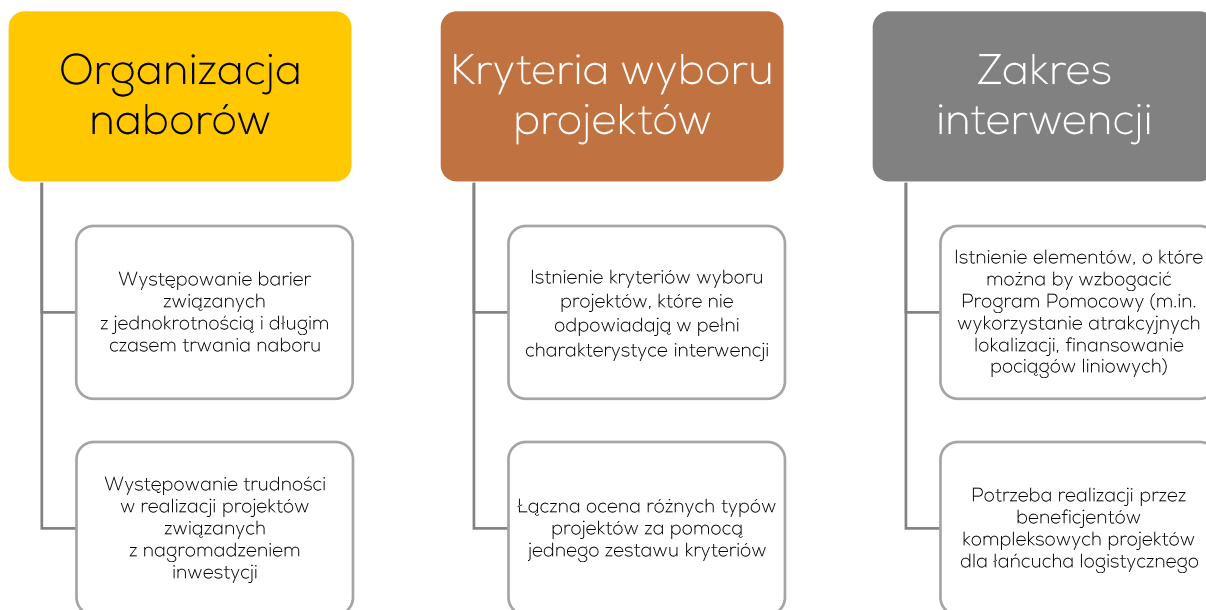 Organizacja
naborów
Występowanie barier
związanych
z jednokrotnością i długim
czasem trwania naboru
Występowanie trudności
w realizacji projektów
związanych
z nagromadzeniem
inwestycji
Kryteria wyboru
projektów
Istnienie kryteriów wyboru
projektów, które nie
odpowiadają w pełni
charakterystyce interwencji
Łączna ocena różnych typów
projektów za pomocą
jednego zestawu kryteriów
Zakres
interwencji
Istnienie elementów, o które
można by wzbogacić
Program Pomocowy (m.in.
wykorzystanie atrakcyjnych
lokalizacji, finansowanie
pociągów liniowych)
Potrzeba realizacji przez
beneficjentów
kompleksowych projektów
dla łańcucha logistycznego